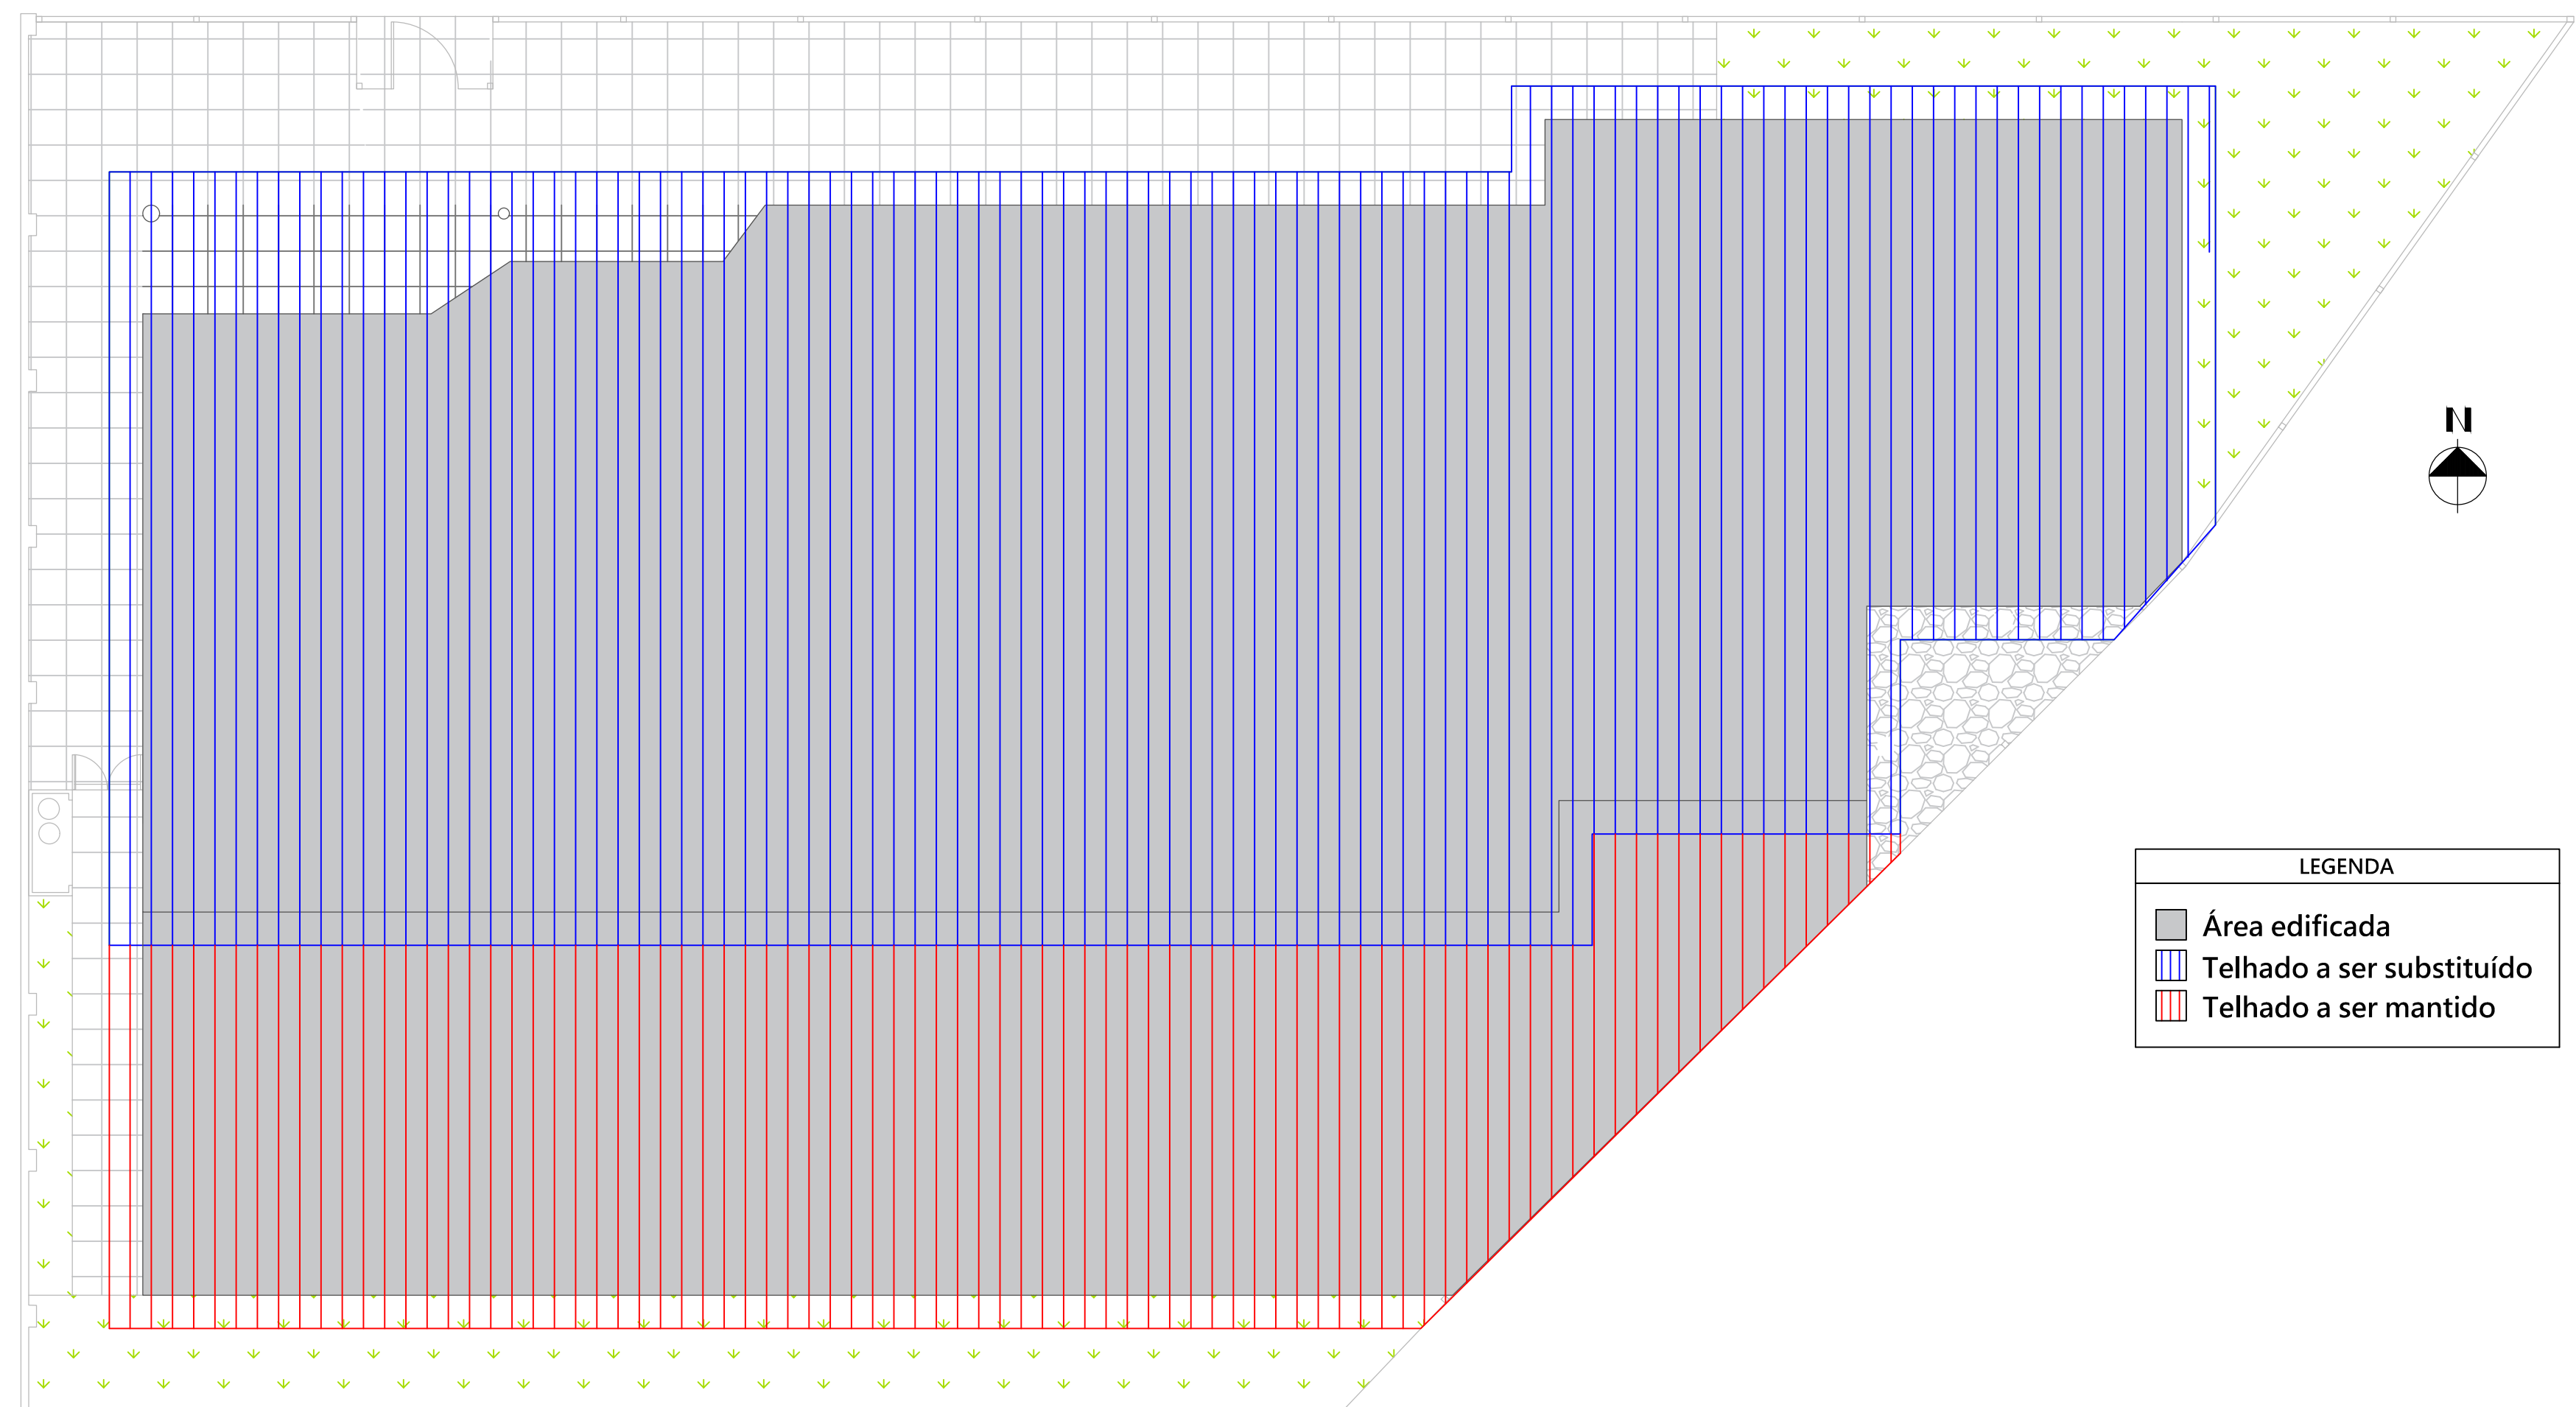 N
LEGENDA
Área edificada
Telhado a ser substituído
Telhado a ser mantido